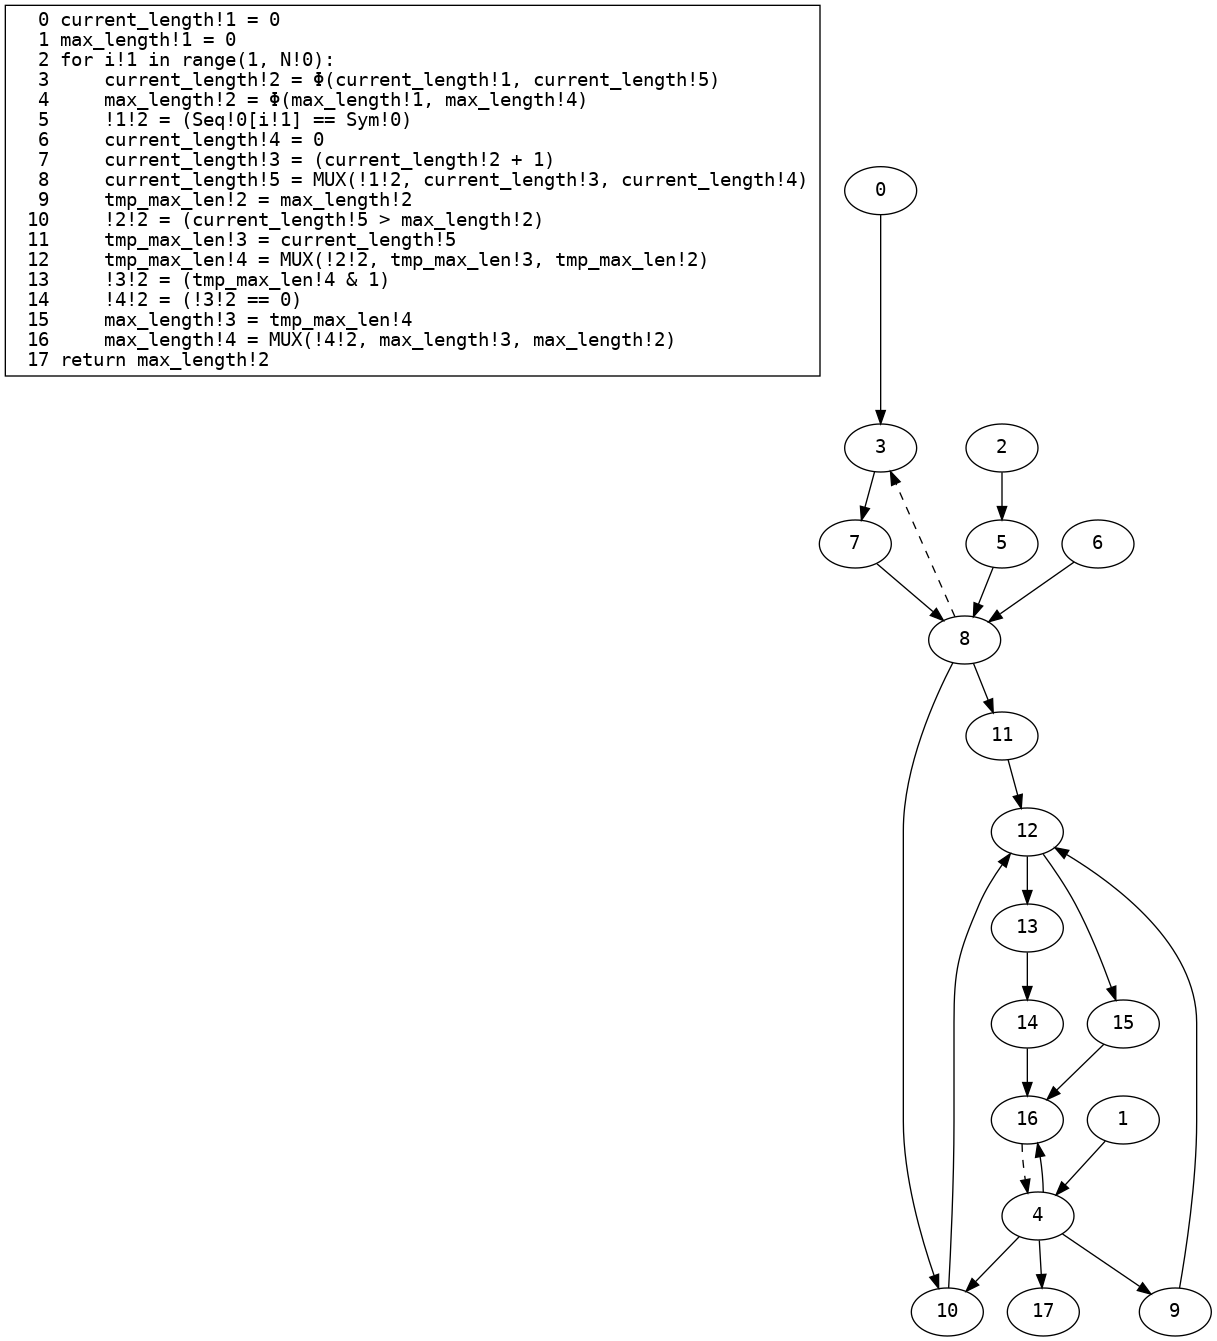 0 current_length!1 = 0
1 max_length!1 = 0
2 for i!1 in range(1, N!0):
3     current_length!2 = Φ(current_length!1, current_length!5)
4     max_length!2 = Φ(max_length!1, max_length!4)
5     !1!2 = (Seq!0[i!1] == Sym!0)
6     current_length!4 = 0
7     current_length!3 = (current_length!2 + 1)
8     current_length!5 = MUX(!1!2, current_length!3, current_length!4)
9     tmp_max_len!2 = max_length!2
10     !2!2 = (current_length!5 > max_length!2)
11     tmp_max_len!3 = current_length!5
12     tmp_max_len!4 = MUX(!2!2, tmp_max_len!3, tmp_max_len!2)
13     !3!2 = (tmp_max_len!4 & 1)
14     !4!2 = (!3!2 == 0)
15     max_length!3 = tmp_max_len!4
16     max_length!4 = MUX(!4!2, max_length!3, max_length!2)
17 return max_length!2
0
3
2
7
5
6
8
11
12
13
14
15
16
1
4
10
17
9